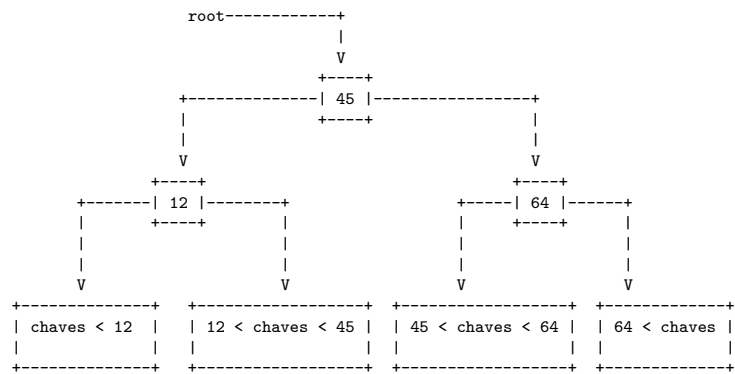 root
45
12
64
chaves < 12
12 < chaves < 45
45 < chaves < 64
64 < chaves